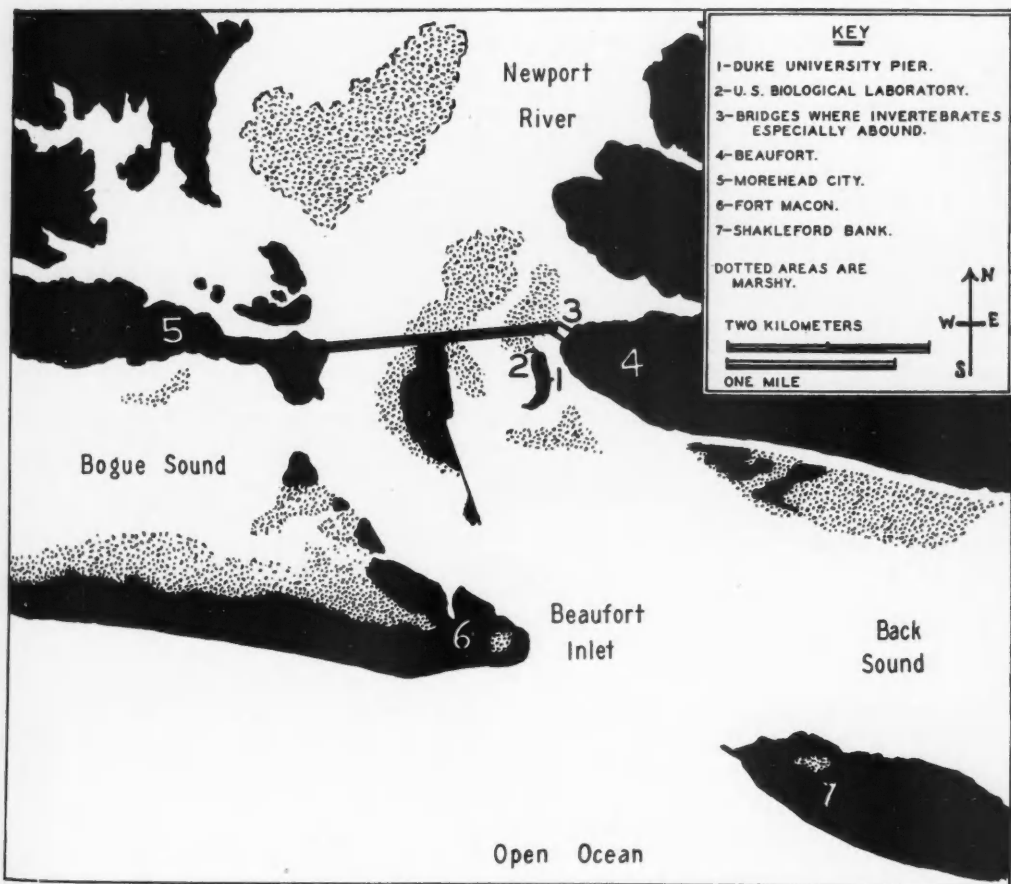 Newport
River
KEY
1-DUKE UNIVERSITY PIER.
2-U.S. BIOLOGICAL LABORATORY.
3-BRIDGES WHERE INVERTEBRATES
ESPECIALLY ABOUND.
4-BEAUFORT.
5-MOREHEAD CITY.
6-FORT MACON.
7-SHAKLEFORD BANK.
DOTTED AREAS ARE
MARSHY.
N
W E
S
TWO KILOMETERS
ONE MILE
3
5
2
1
4
Bogue Sound
6
Beaufort
Inlet
Back
Sound
7
Open Ocean